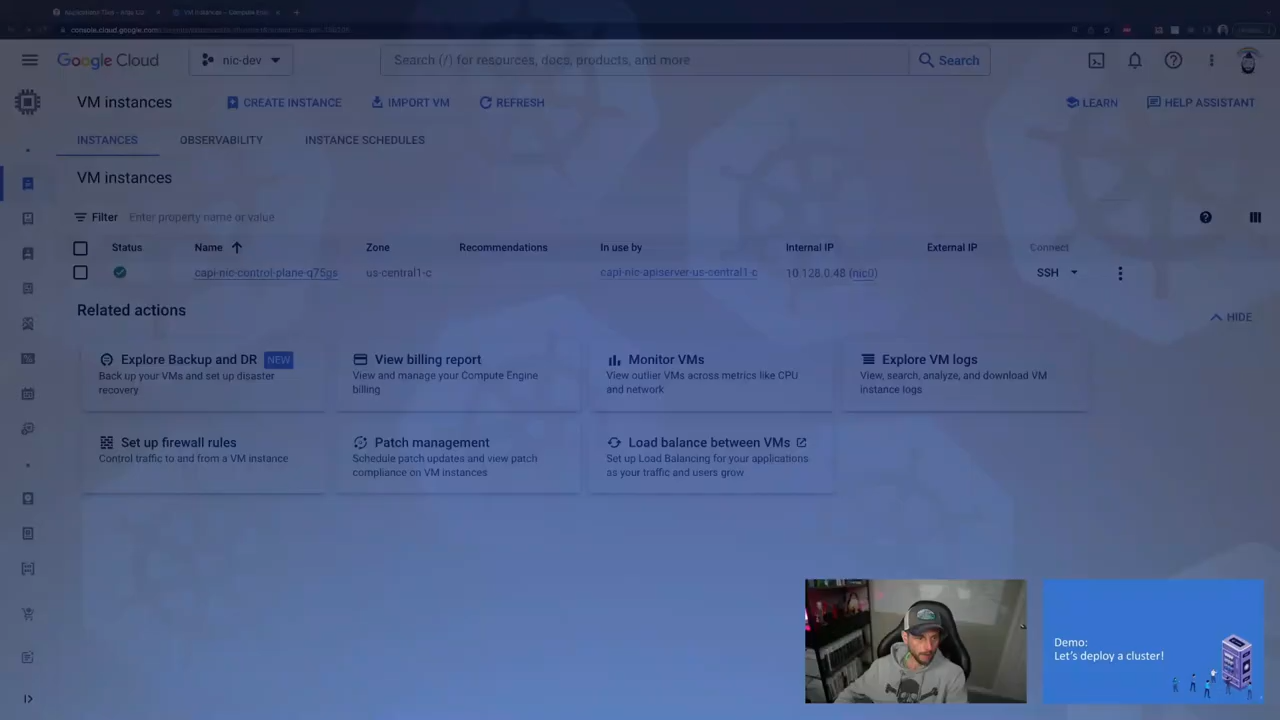 console.cloud.google.com
Google Cloud
nic-dev
Search (/) for resources, docs, products, and more
Search
VM instances
CREATE INSTANCE
IMPORT VM
REFRESH
LEARN
HELP ASSISTANT
INSTANCES
OBSERVABILITY
INSTANCE SCHEDULES
VM instances
Filter
Enter property name or value
Status
Name
Zone
Recommendations
In use by
Internal IP
External IP
Connect
capi-nic-control-plane-q75gs
us-central1-c
capi-nic-apiserver-us-central1-c
10.128.0.48 (nic0)
SSH
Related actions
HIDE
Explore Backup and DR NEW
Back up your VMs and set up disaster
recovery
View billing report
View and manage your Compute Engine
billing
Monitor VMs
View outlier VMs across metrics like CPU
and network
Explore VM logs
View, search, analyze, and download VM
instance logs
Set up firewall rules
Control traffic to and from a VM instance
Patch management
Schedule patch updates and view patch
compliance on VM instances
Load balance between VMs
Set up Load Balancing for your applications
as your traffic and users grow
Demo:
Let's deploy a cluster!